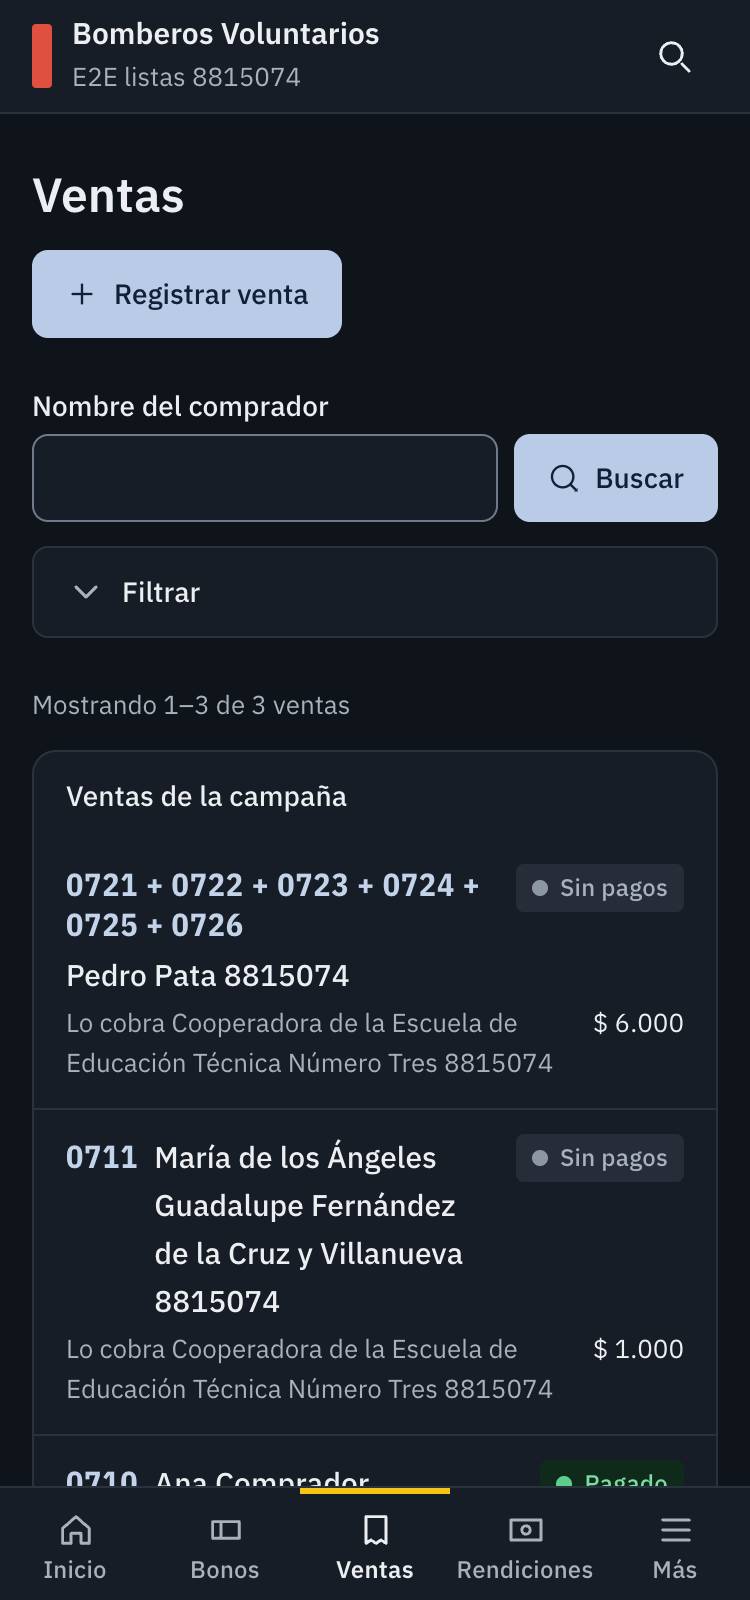 Bomberos Voluntarios
E2E listas 8815074
Ventas
+ Registrar venta
Nombre del comprador
Buscar
Filtrar
Mostrando 1–3 de 3 ventas
Ventas de la campaña
0721 + 0722 + 0723 + 0724 +
0725 + 0726
Sin pagos
Pedro Pata 8815074
Lo cobra Cooperadora de la Escuela de
Educación Técnica Número Tres 8815074
$ 6.000
0711 María de los Ángeles
Guadalupe Fernández
de la Cruz y Villanueva
8815074
Sin pagos
Lo cobra Cooperadora de la Escuela de
Educación Técnica Número Tres 8815074
$ 1.000
0710 Ana Comprador
Pagado
Inicio
Bonos
Ventas
Rendiciones
Más